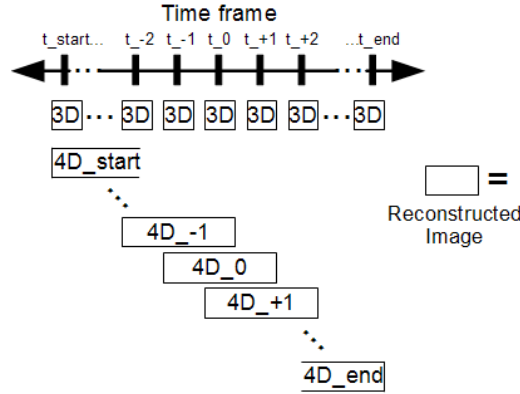 Time frame
t_start... t_-2 t_-1 t_0 t_+1 t_+2 ...t_end
3D ... 3D 3D 3D 3D 3D ... 3D
4D_start
4D_-1
4D_0
4D_+1
4D_end
=
Reconstructed
Image